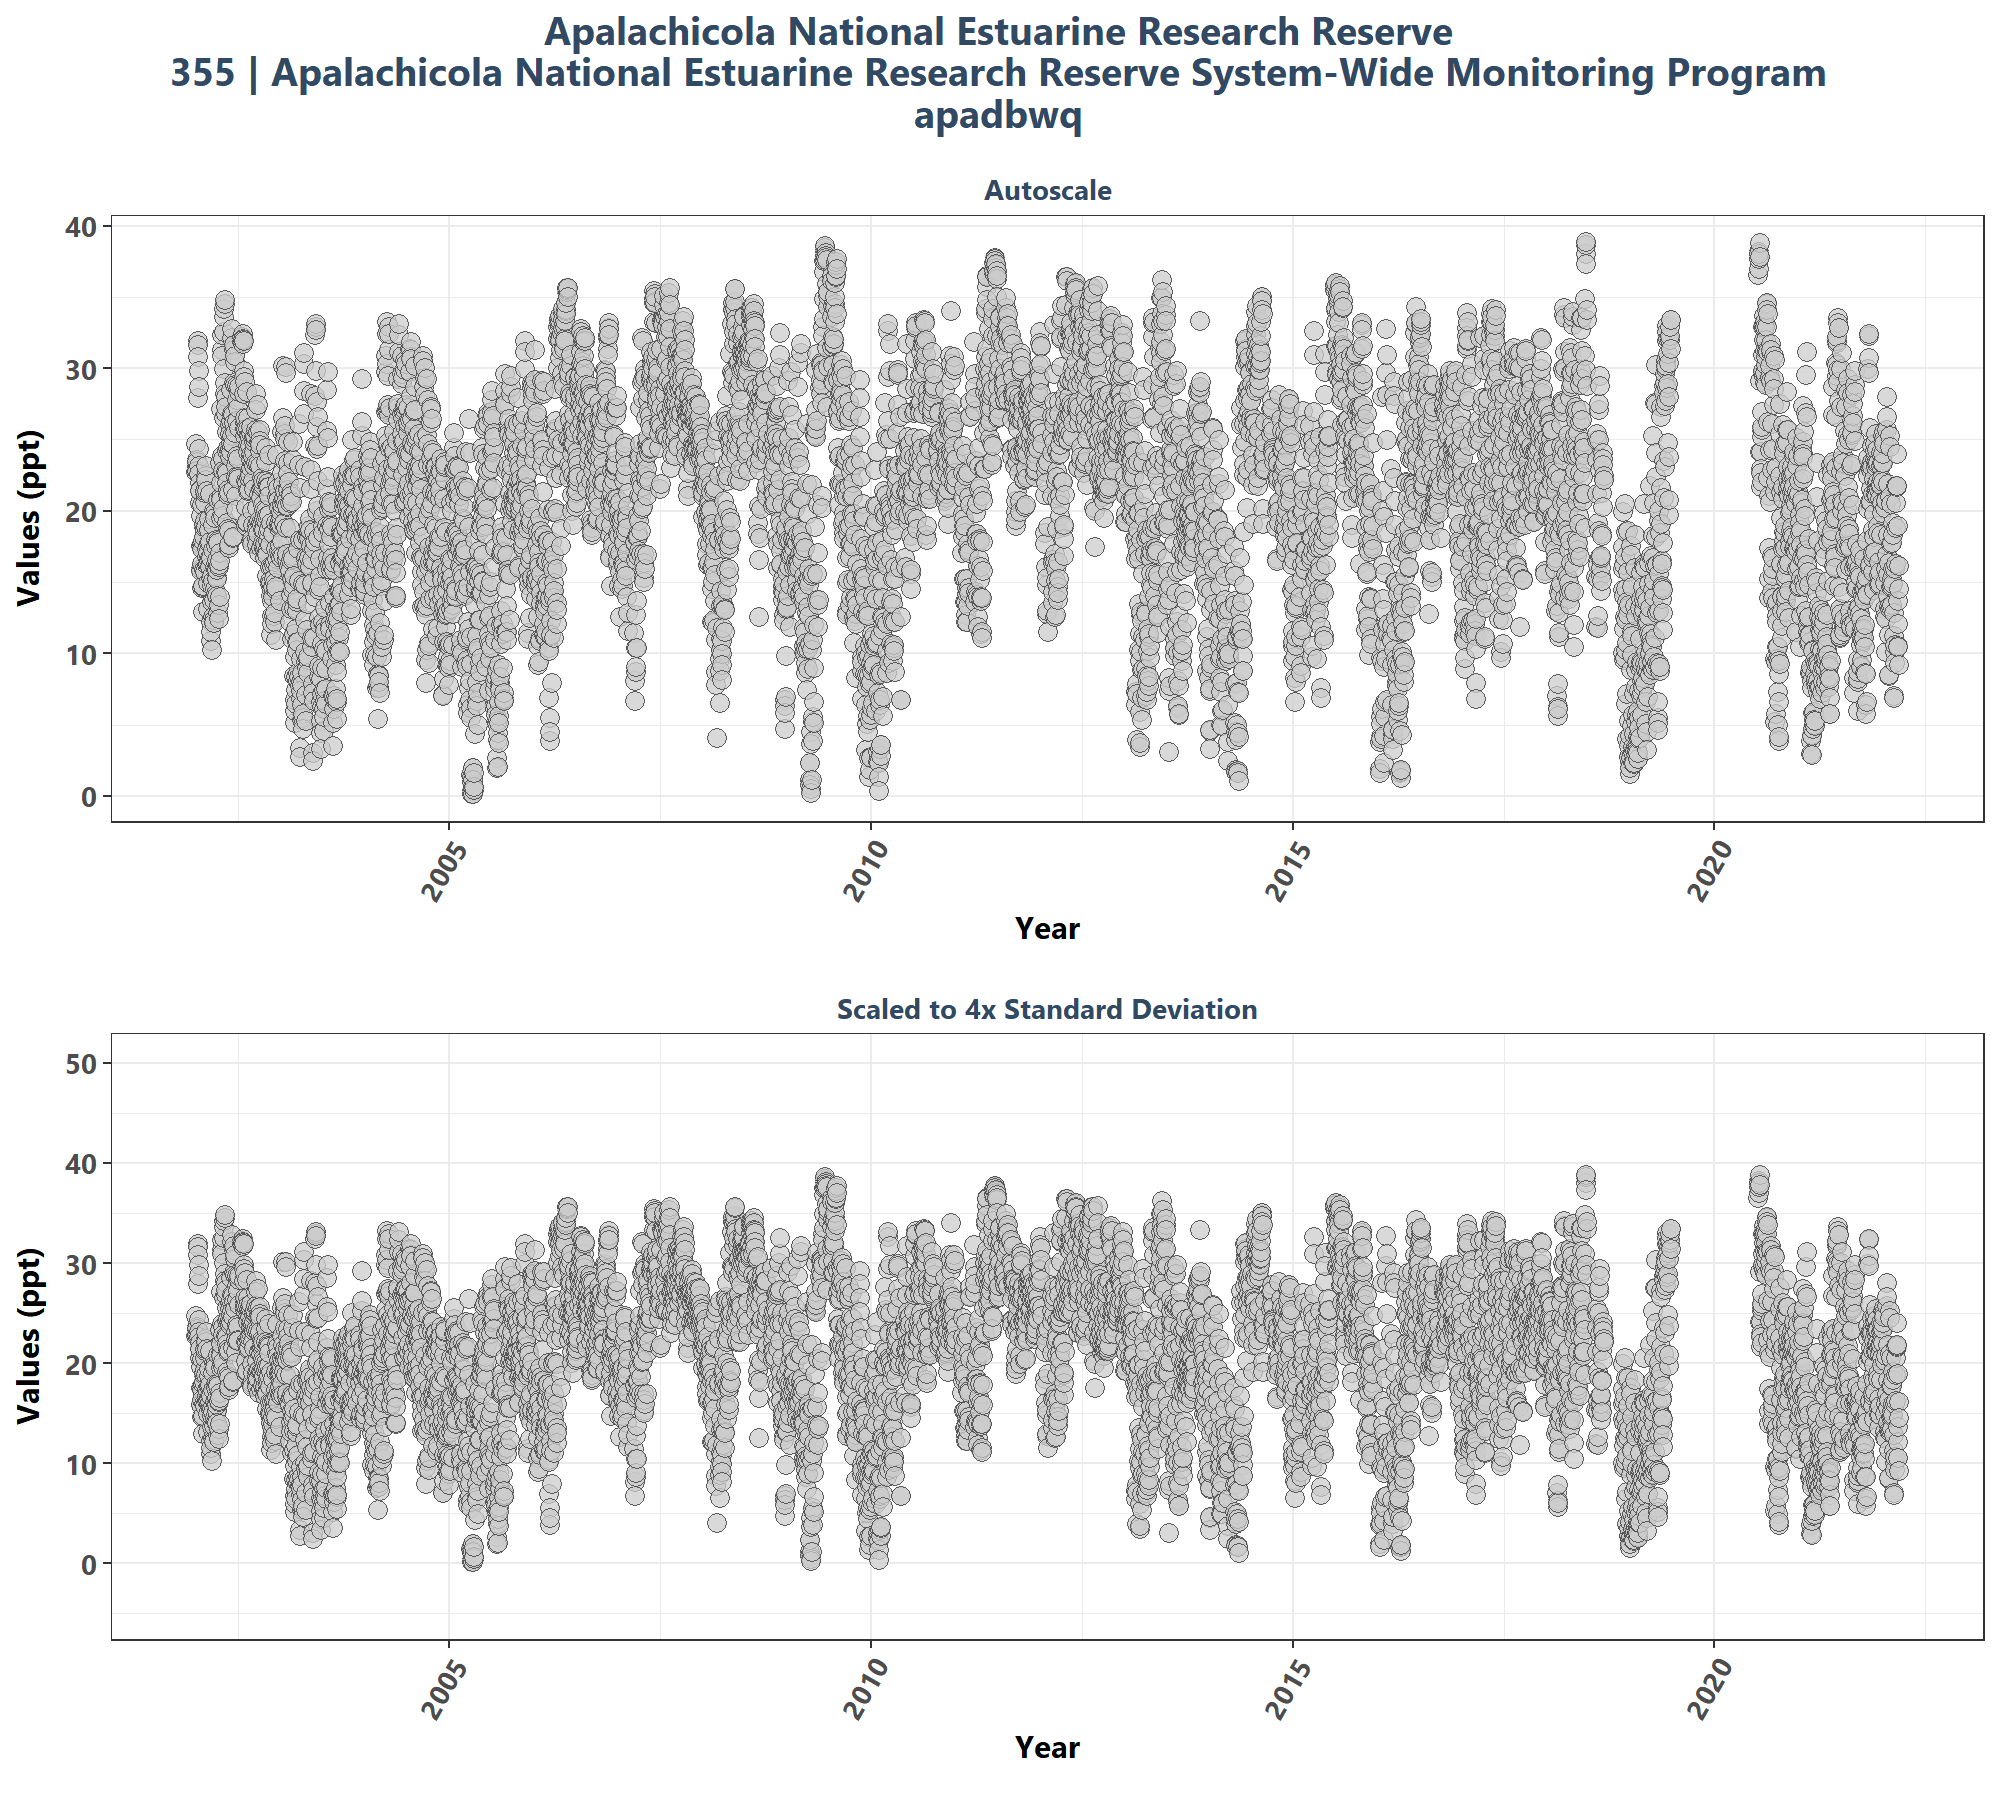 Apalachicola National Estuarine Research Reserve
355 | Apalachicola National Estuarine Research Reserve System-Wide Monitoring Program
apadbwq
Autoscale
40
30
20
10
0
Values (ppt)
2005
2010
2015
2020
Year
Scaled to 4x Standard Deviation
50
40
30
20
10
0
Values (ppt)
2005
2010
2015
2020
Year